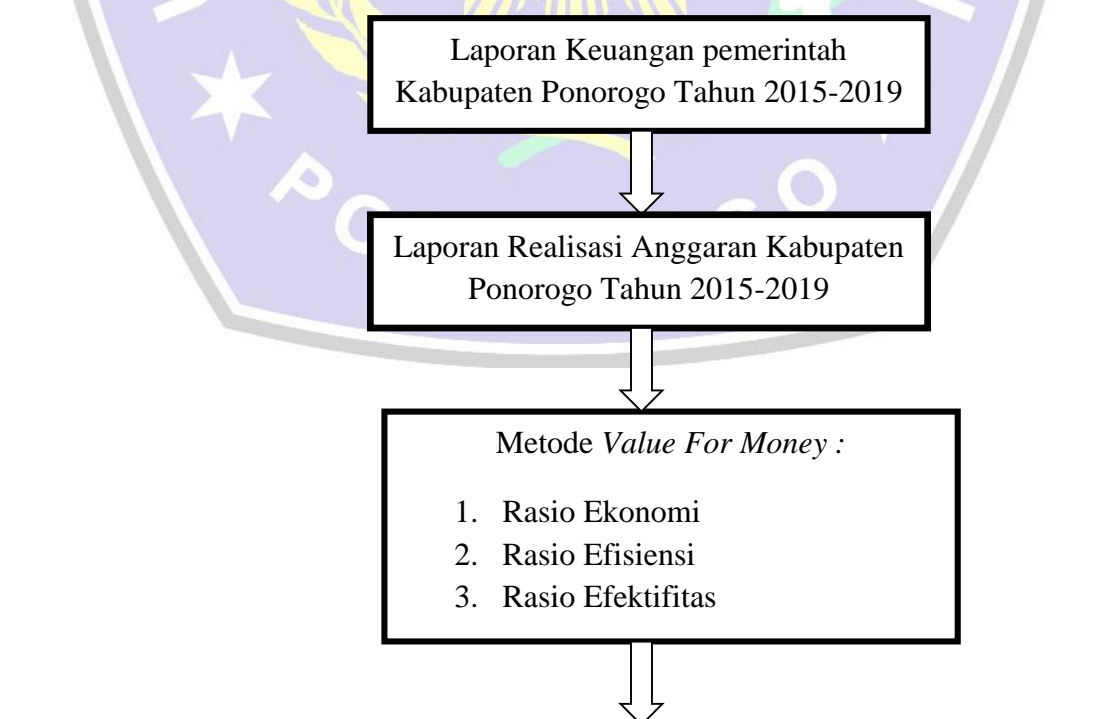 Laporan Keuangan pemerintah
Kabupaten Ponorogo Tahun 2015-2019
Laporan Realisasi Anggaran Kabupaten
Ponorogo Tahun 2015-2019
Metode Value For Money :
1. Rasio Ekonomi
2. Rasio Efisiensi
3. Rasio Efektifitas